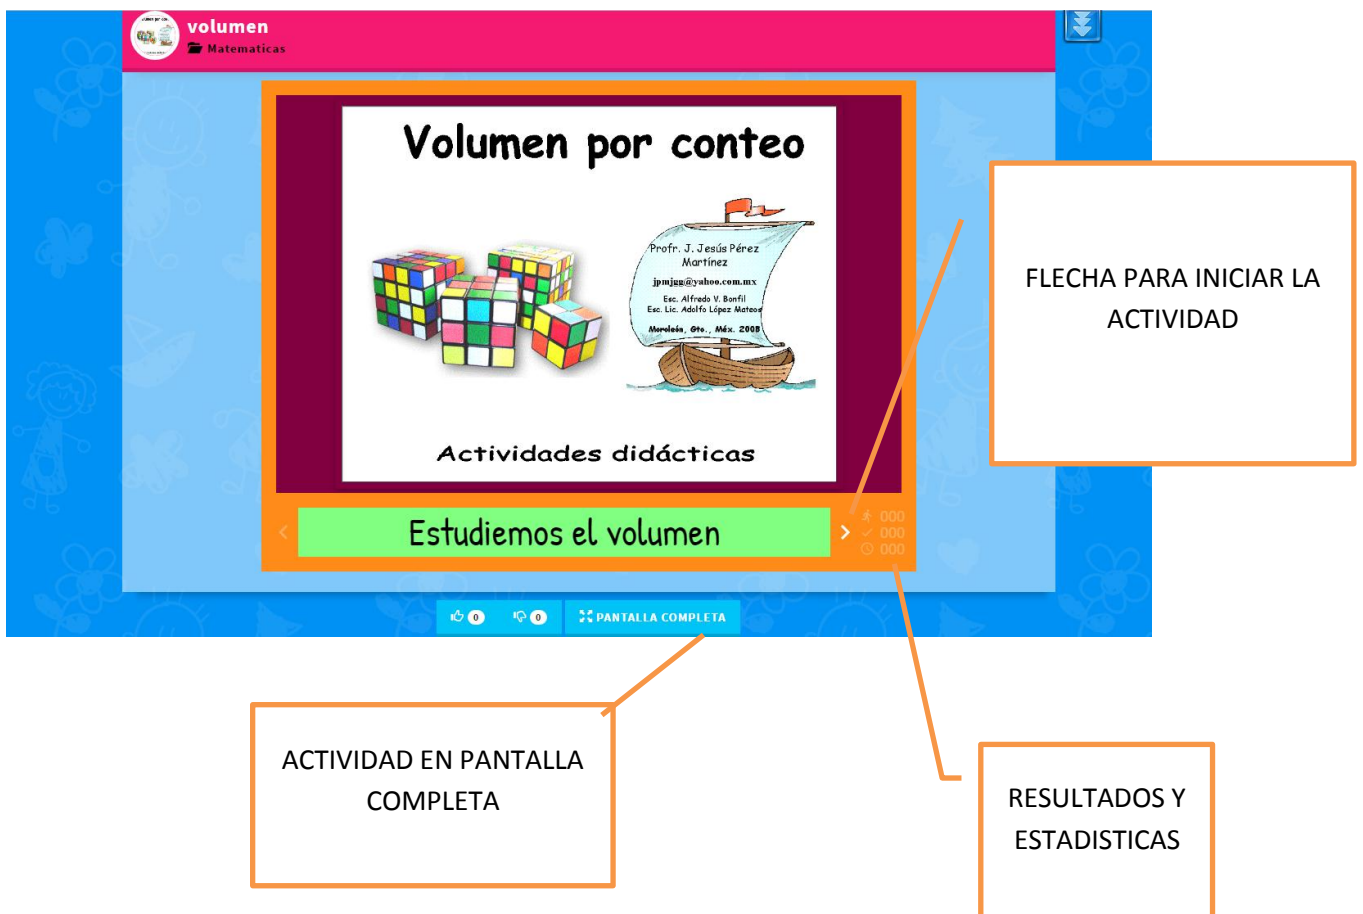 volumen
Matematicas
Volumen por conteo
Profr. J. Jesús Pérez
Martínez
jpmjgg@yahoo.com.mx
Esc. Alfredo V. Bonfil
Esc. Lic. Adolfo López Mateos
Moroleón, Gto., Méx. 2008
Actividades didácticas
Estudiemos el volumen
000
000
000
0
0
PANTALLA COMPLETA
FLECHA PARA INICIAR LA
ACTIVIDAD
ACTIVIDAD EN PANTALLA
COMPLETA
RESULTADOS Y
ESTADISTICAS